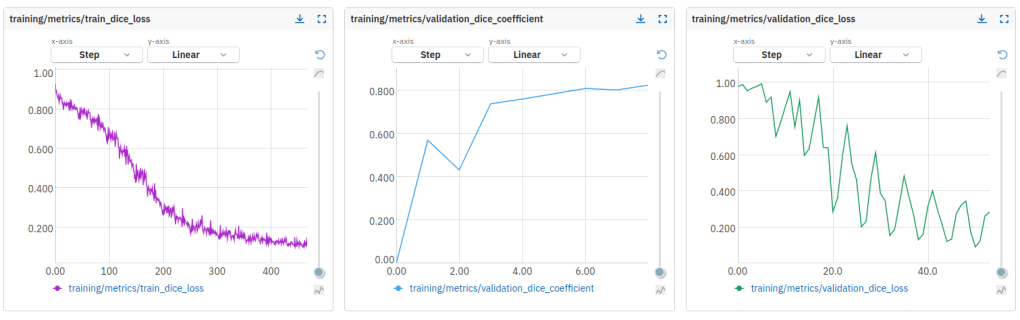 training/metrics/train_dice_loss
x-axis y-axis
Step Linear
1.00
0.800
0.600
0.400
0.200
0.00 100 200 300 400
training/metrics/train_dice_loss
training/metrics/validation_dice_coefficient
x-axis y-axis
Step Linear
0.800
0.600
0.400
0.200
0.00
0.00 2.00 4.00 6.00
training/metrics/validation_dice_coefficient
training/metrics/validation_dice_loss
x-axis y-axis
Step Linear
0.800
0.600
0.400
0.200
0.00 20.0 40.0
training/metrics/validation_dice_loss